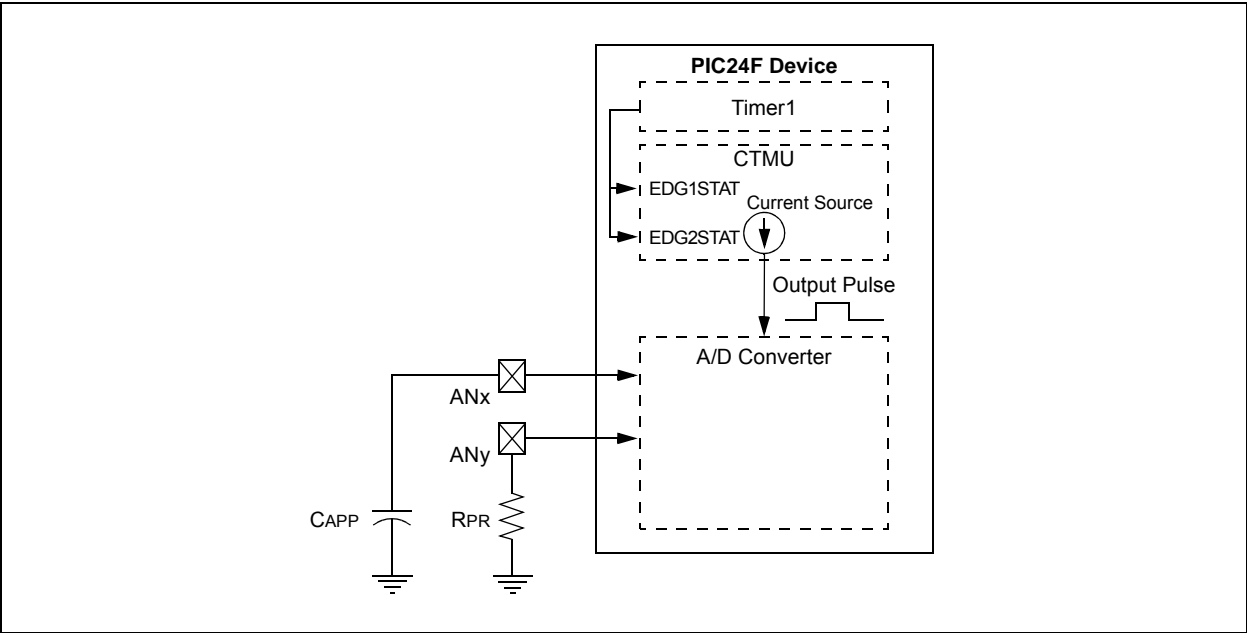 PIC24F Device
Timer1
CTMU
EDG1STAT
Current Source
EDG2STAT
Output Pulse
A/D Converter
ANx
ANy
CAPP
RPR